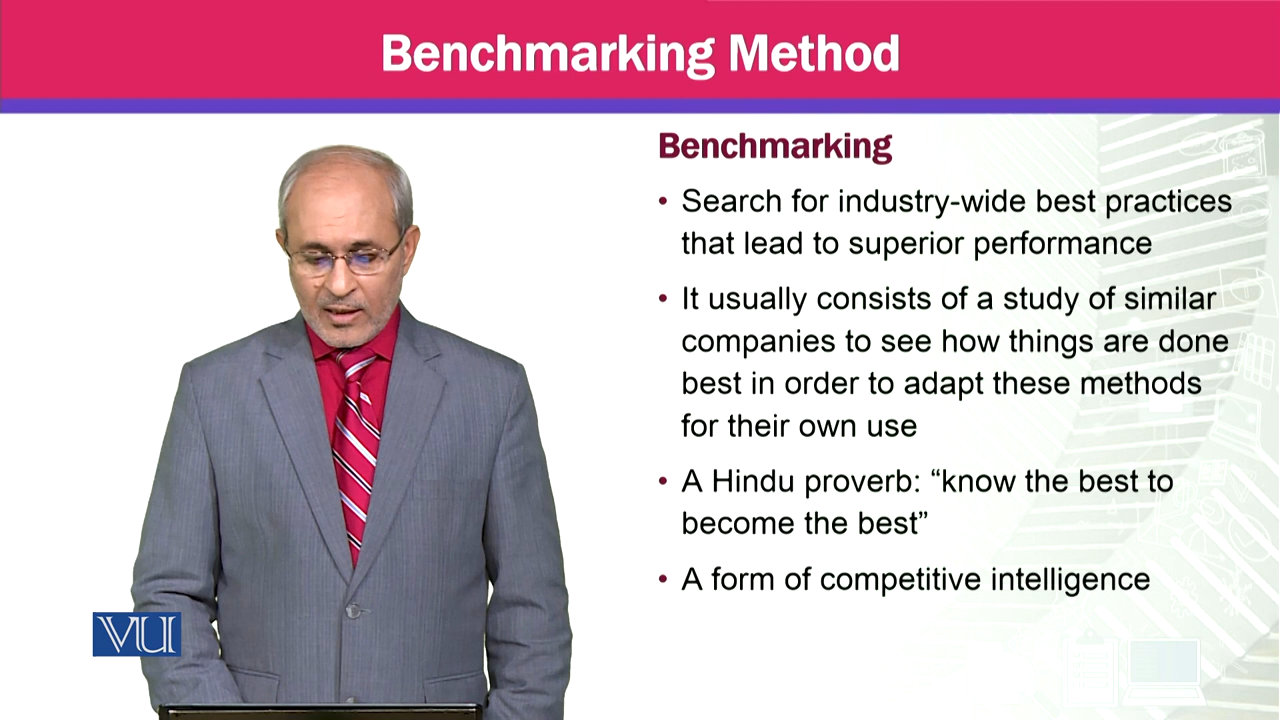 Benchmarking Method
Benchmarking
• Search for industry-wide best practices
that lead to superior performance
• It usually consists of a study of similar
companies to see how things are done
best in order to adapt these methods
for their own use
• A Hindu proverb: “know the best to
become the best”
• A form of competitive intelligence
VU